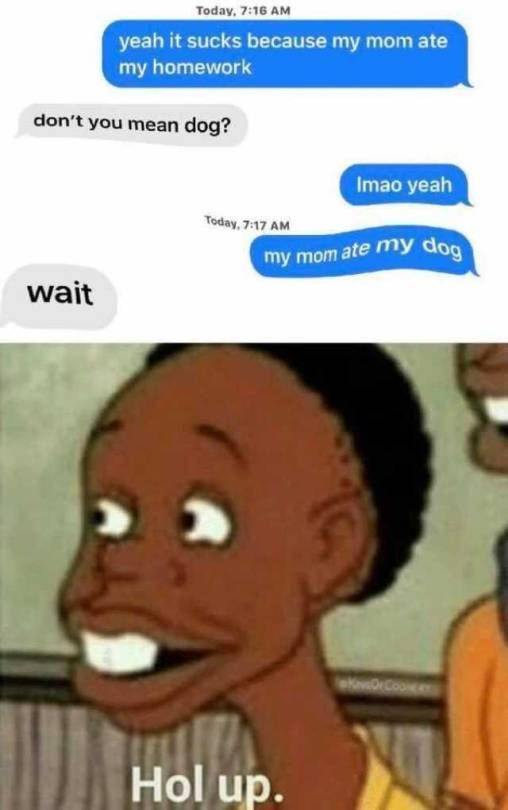 Today, 7:16 AM
yeah it sucks because my mom ate
my homework
don't you mean dog?
lmao yeah
Today, 7:17 AM
my mom ate my dog
wait
Hol up.